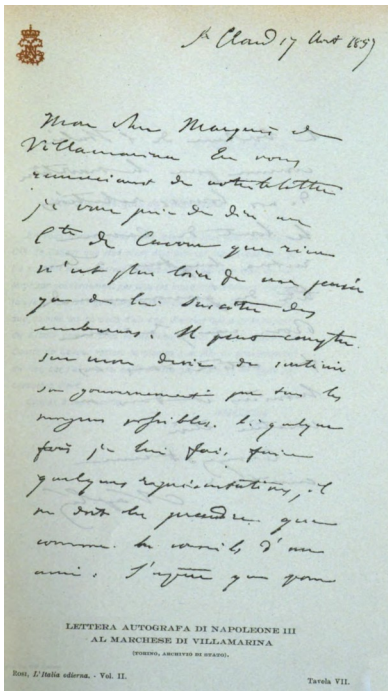 St Cloud 17 Aout 1857
Mon cher Marquis de
Villamarina En vous
remerciant de votre lettre
je vous prie de dire au
Cte de Cavour que rien
n'est plus loin de ma pensée
que de lui susciter des
embarras. Il peut compter
sur mon désir de soutenir
son gouvernement par tous les
moyens possibles. Si quelque
fois je lui fais faire
quelques représentations, il
ne doit les prendre que
comme les conseils d'un
ami. J'espère que
LETTERA AUTOGRAFA DI NAPOLEONE III
AL MARCHESE DI VILLAMARINA
(TORINO, ARCHIVIO DI STATO).
Rosi, L'Italia odierna. - Vol. II.
Tavola VII.